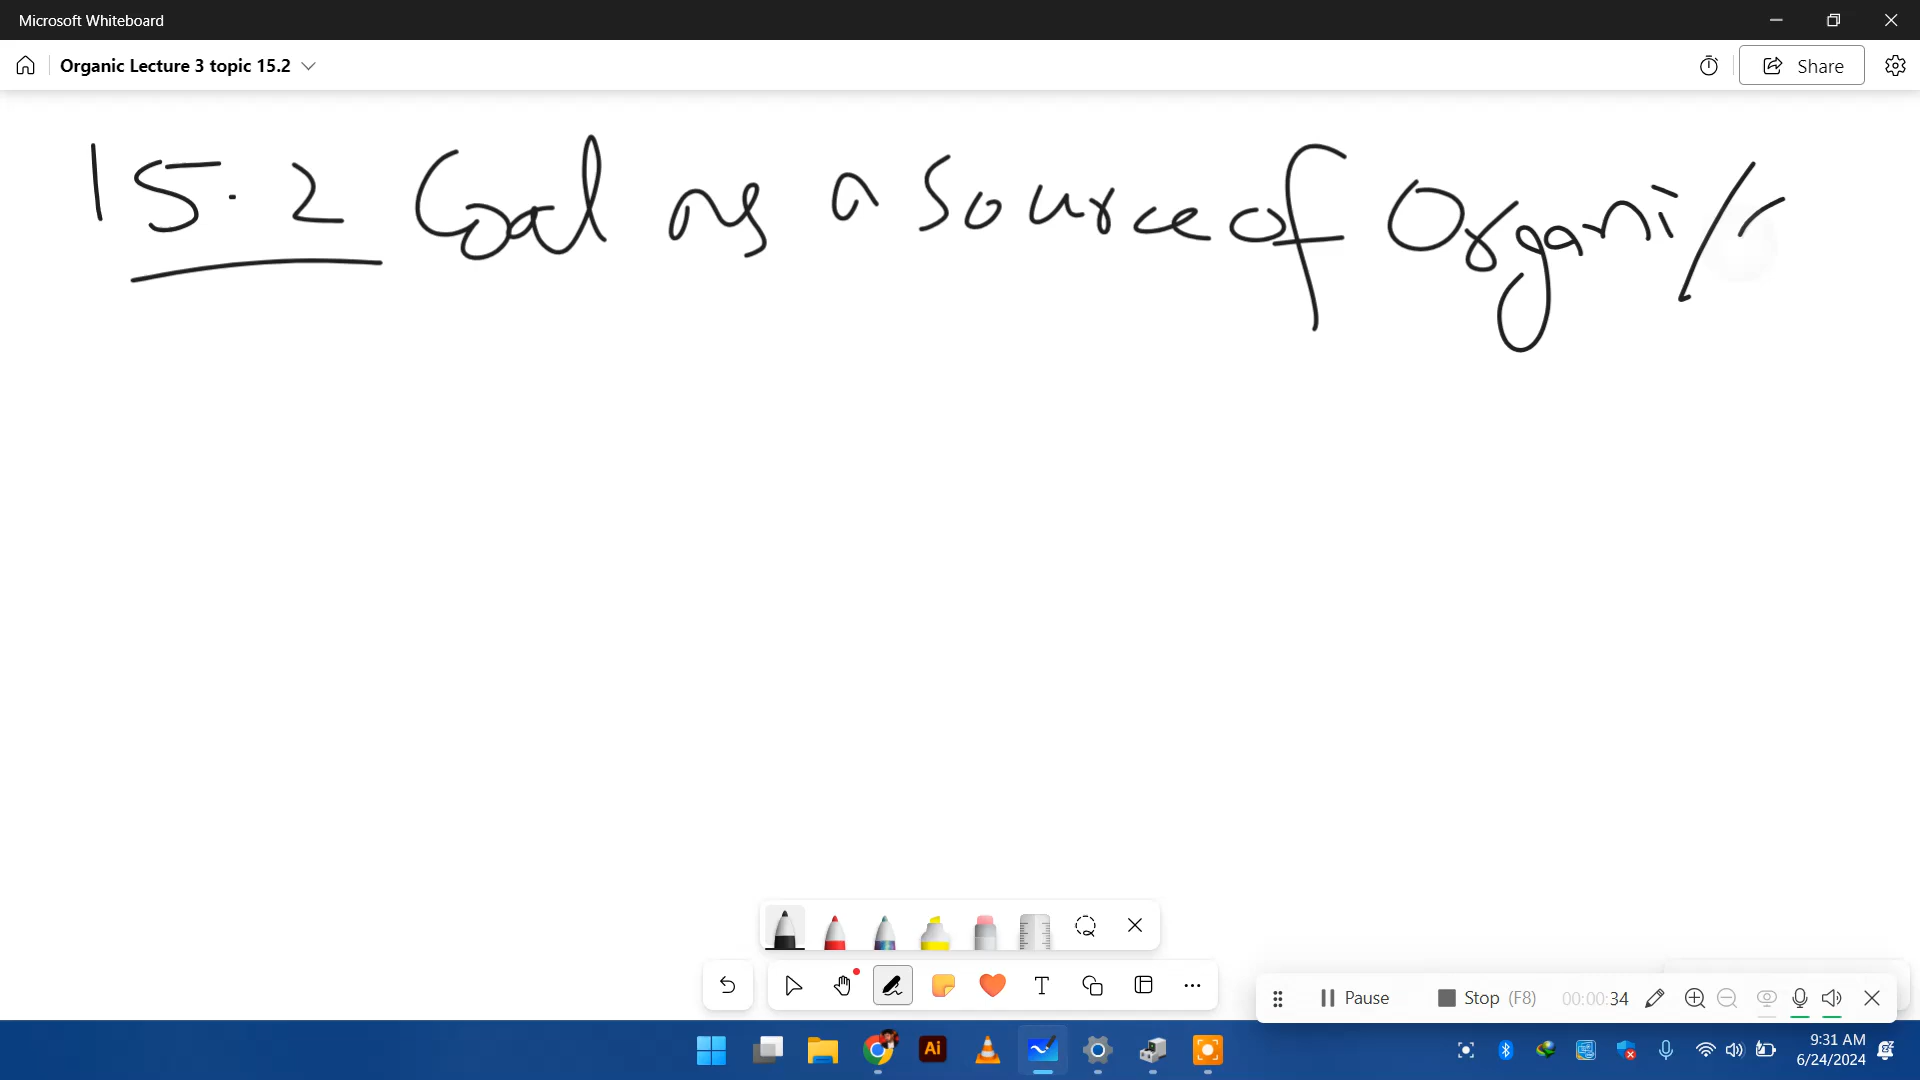 Microsoft Whiteboard
Organic Lecture 3 topic 15.2
Share
15.2 Coal as a source of Organi
Pause
Stop (F8)
00:00:34
Ai
9:31 AM
6/24/2024